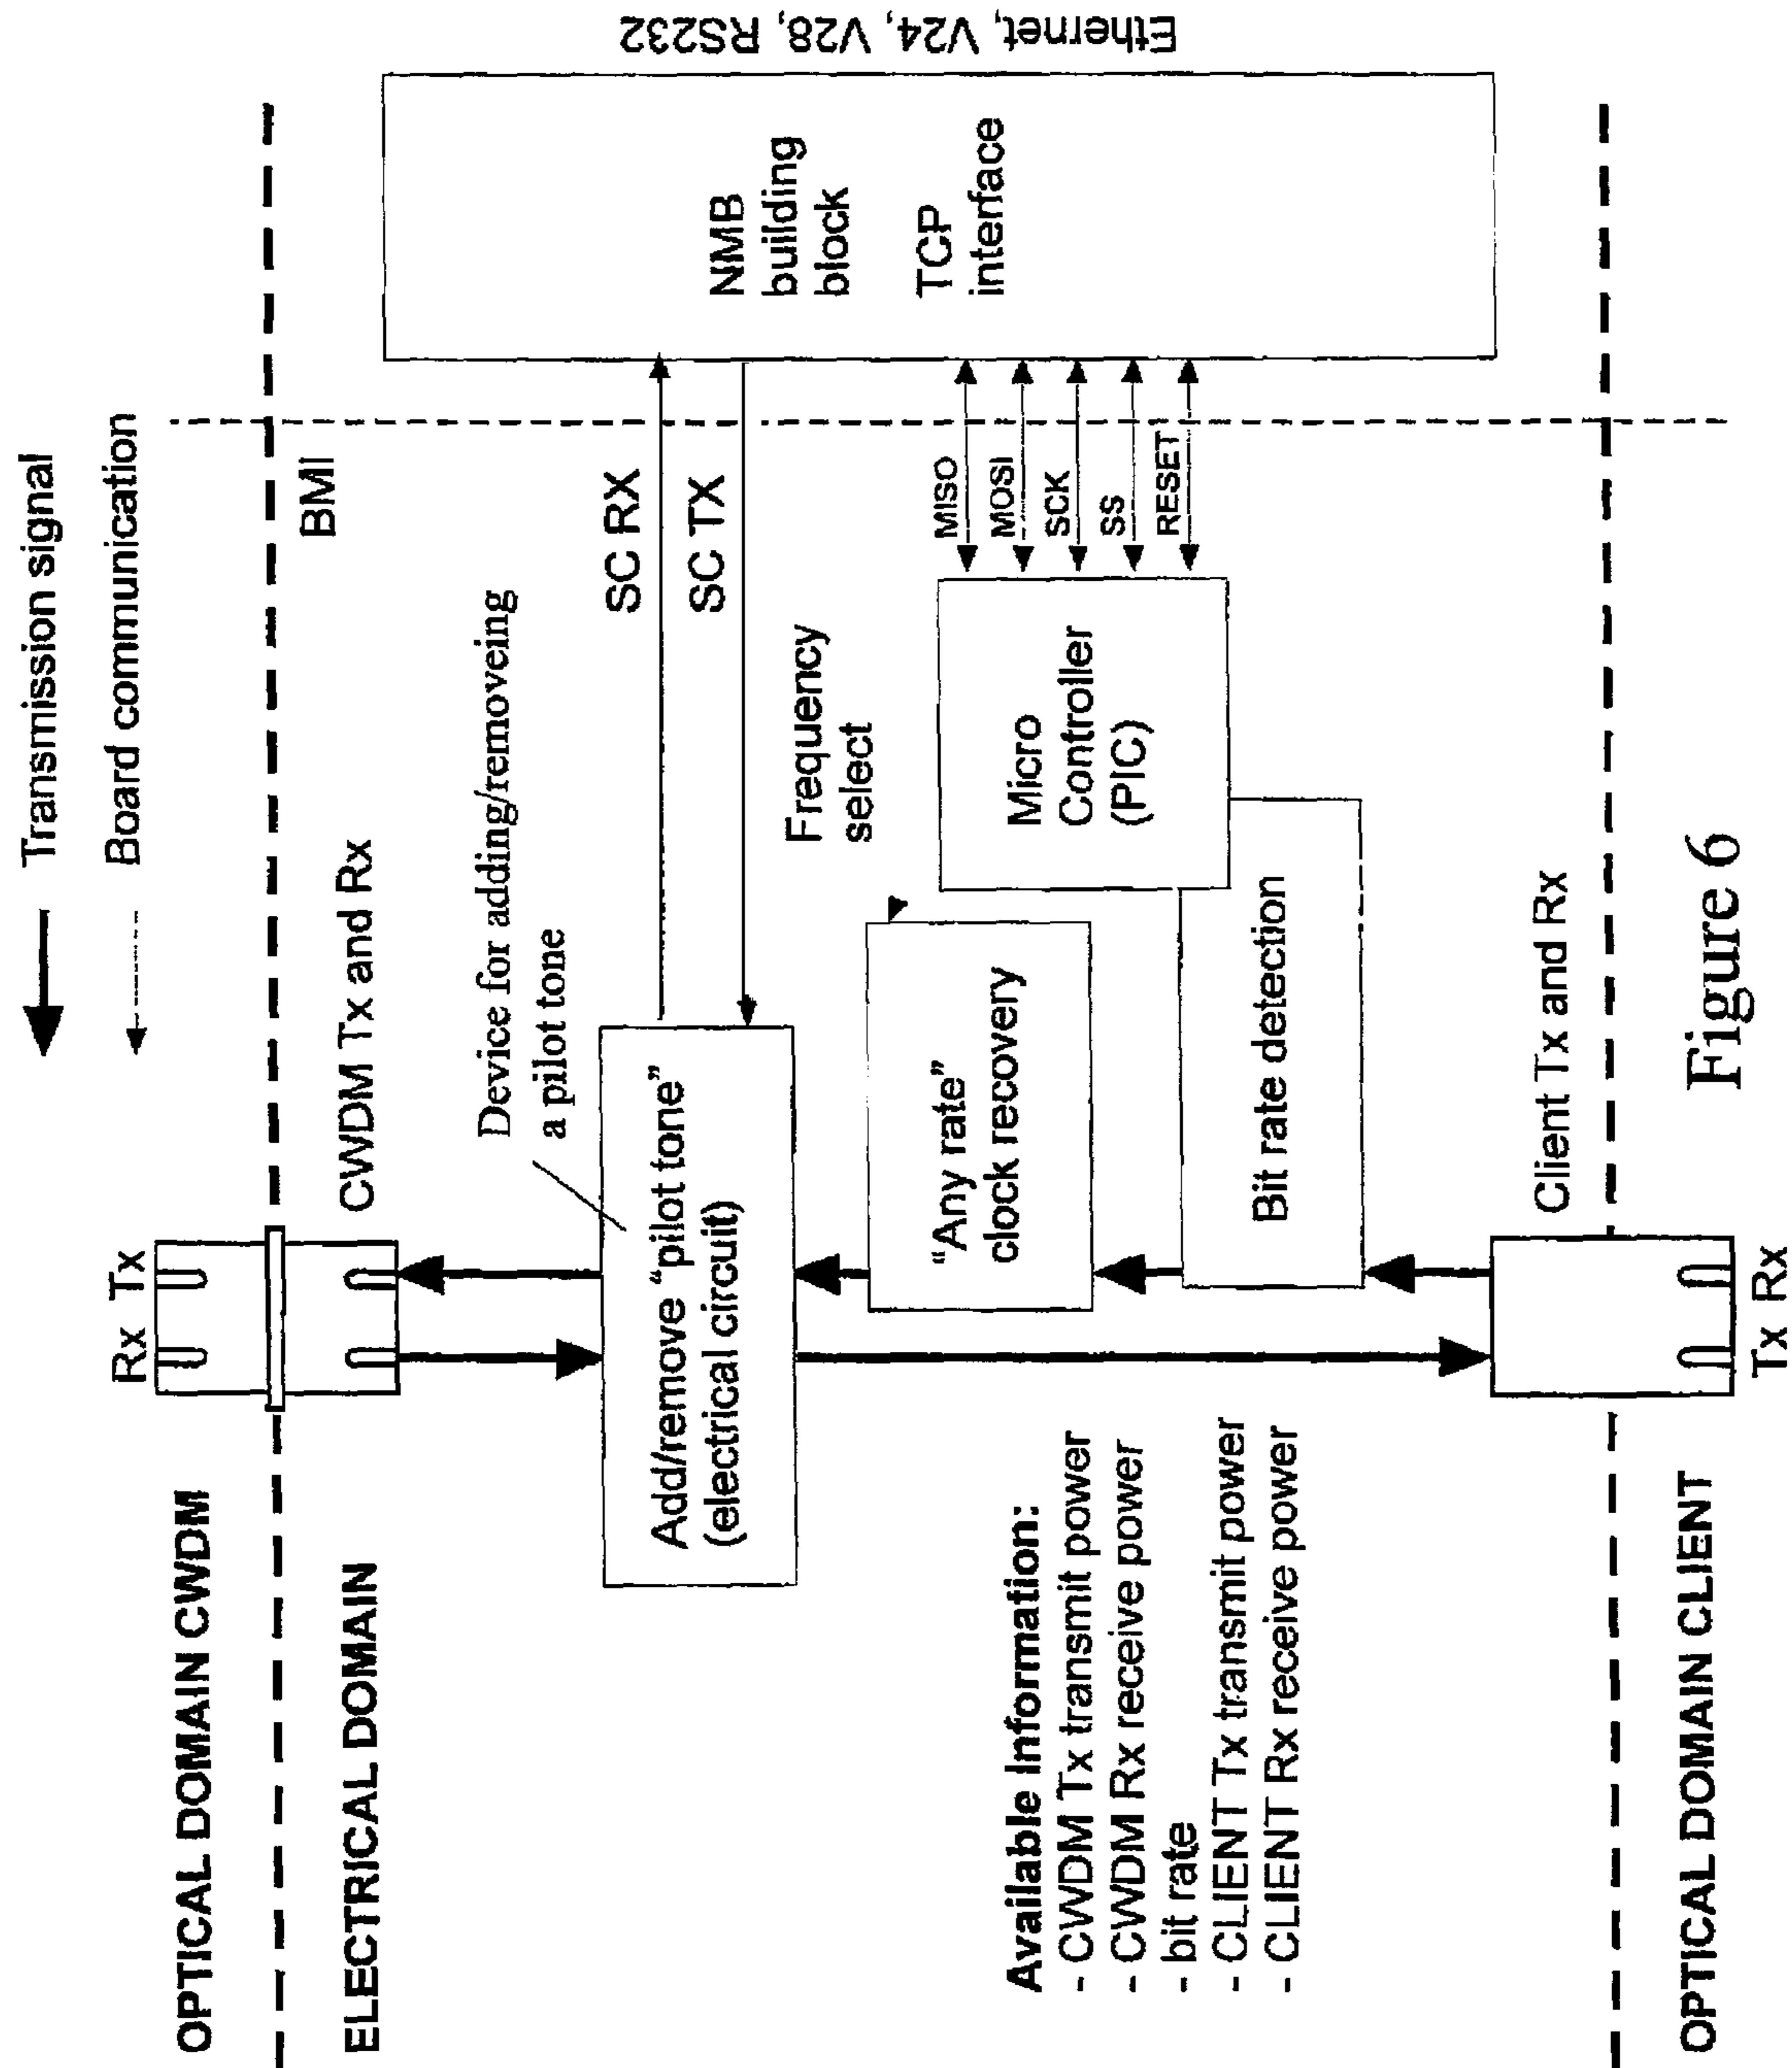 Transmission signal
Board communication
OPTICAL DOMAIN CWDM
Rx Tx
ELECTRICAL DOMAIN
CWDM Tx and Rx
BMI
Device for adding/removeing
a pilot tone
Add/remove “pilot tone”
(electrical circuit)
SC RX
SC TX
Frequency
select
"Any rate"
clock recovery
Micro
Controller
(PIC)
MISO
MOSI
SCK
SS
RESET
Bit rate detection
NMB
building
block
TCP
interface
Ethernet, V24, V28, RS232
Available Information:
- CWDM Tx transmit power
- CWDM Rx receive power
- bit rate
- CLIENT Tx transmit power
- CLIENT Rx receive power
Client Tx and Rx
OPTICAL DOMAIN CLIENT
Tx Rx
Figure 6